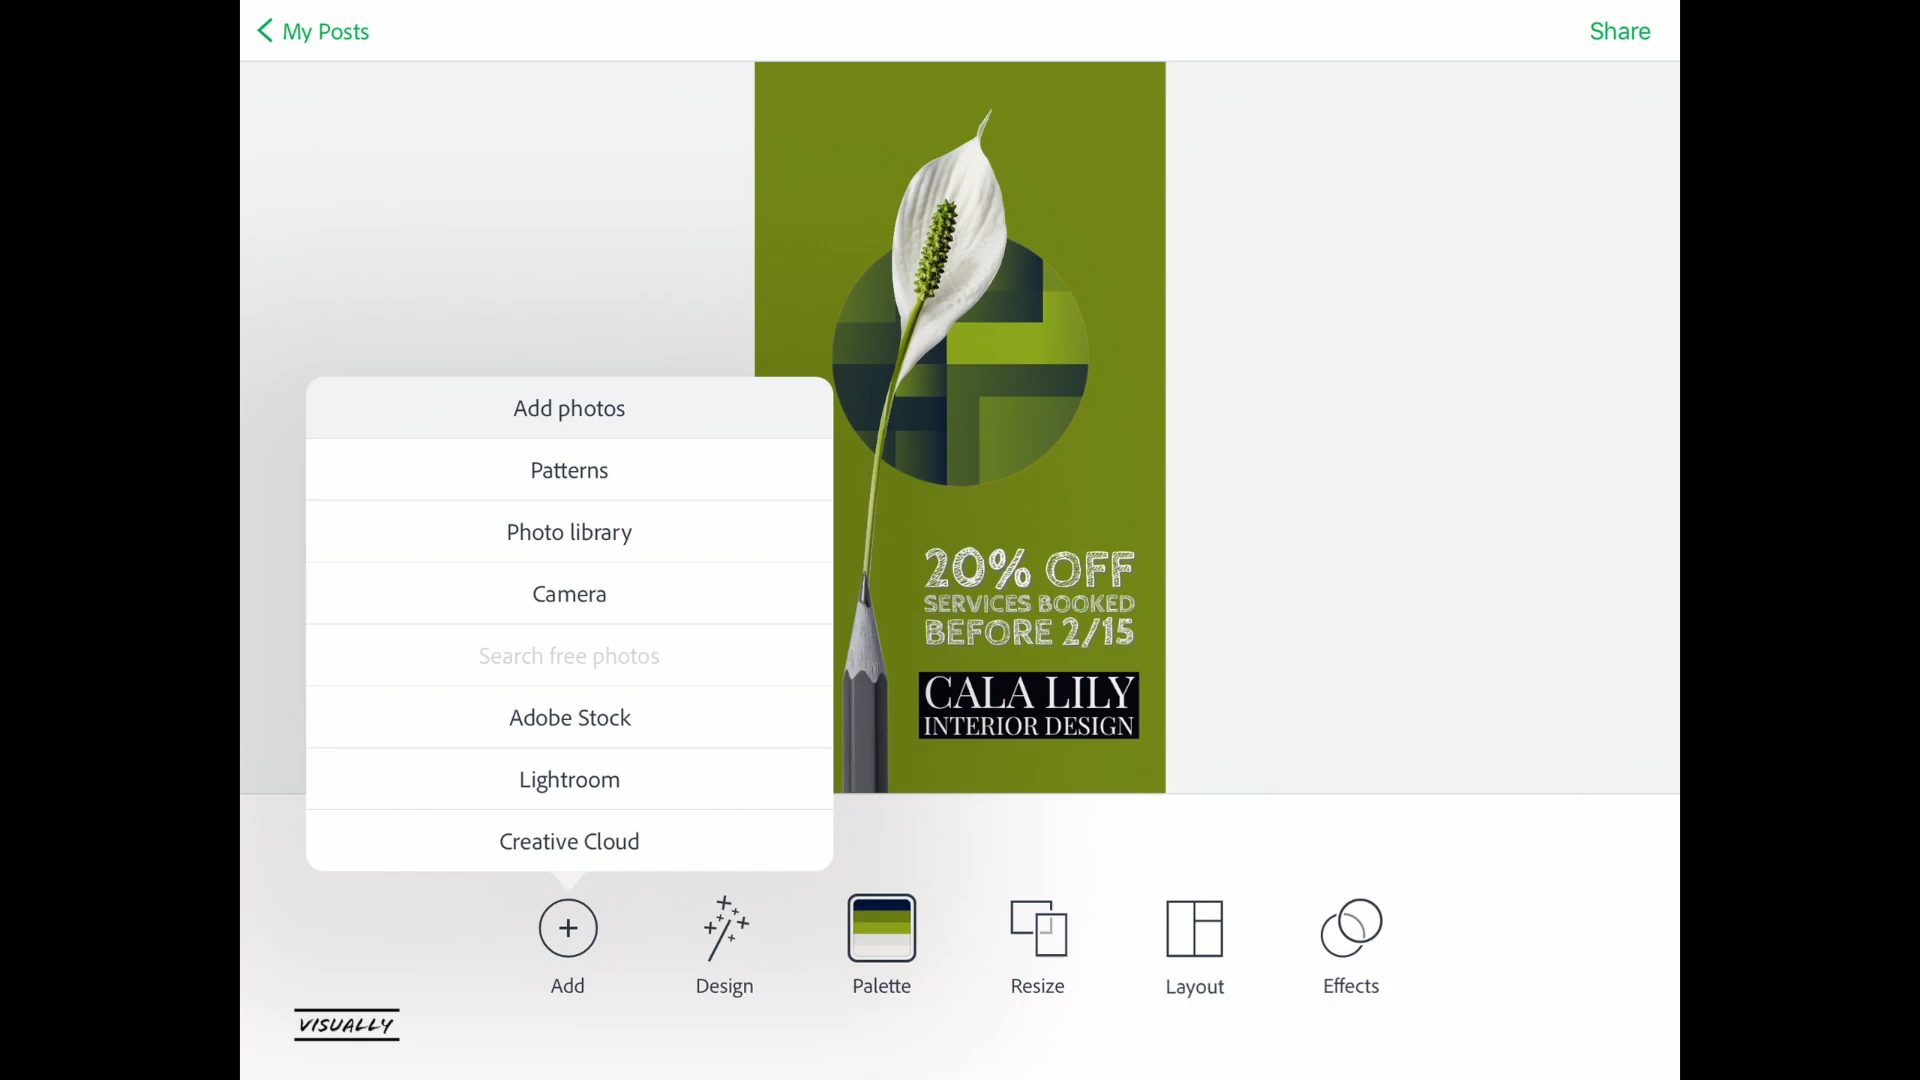 My Posts
Share
Add photos
Patterns
Photo library
Camera
Search free photos
Adobe Stock
Lightroom
Creative Cloud
20% OFF
SERVICES BOOKED
BEFORE 2/15
CALA LILY
INTERIOR DESIGN
Add
Design
Palette
Resize
Layout
Effects
VISUALLY